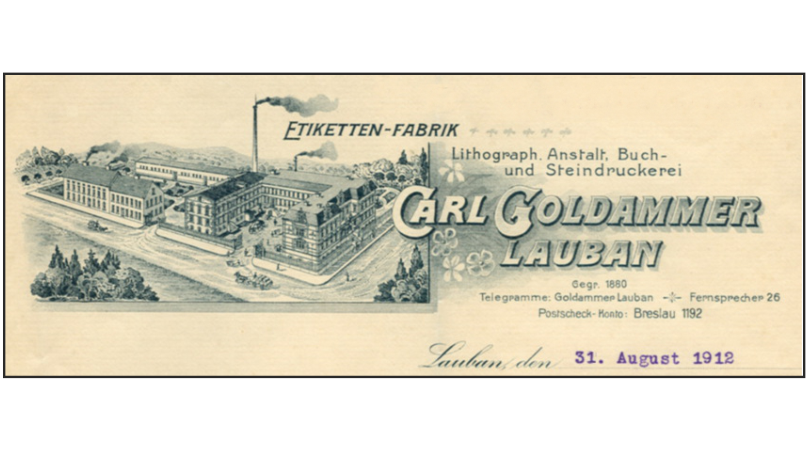 ETIKETTEN-FABRIK
Lithograph. Anstalt, Buch-
und Steindruckerei
CARL GOLDAMMER
LAUBAN
Gegr. 1880
Telegramme: Goldammer Lauban Fernsprecher 26
Postscheck-Konto: Breslau 1192
Lauban, den 31. August 1912